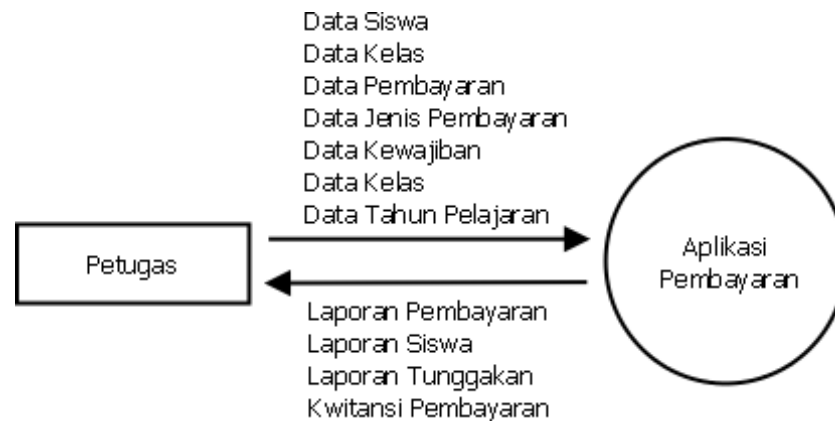 Data Siswa
Data Kelas
Data Pembayaran
Data Jenis Pembayaran
Data Kewajiban
Data Kelas
Data Tahun Pelajaran
Petugas
Aplikasi
Pembayaran
Laporan Pembayaran
Laporan Siswa
Laporan Tunggakan
Kwitansi Pembayaran